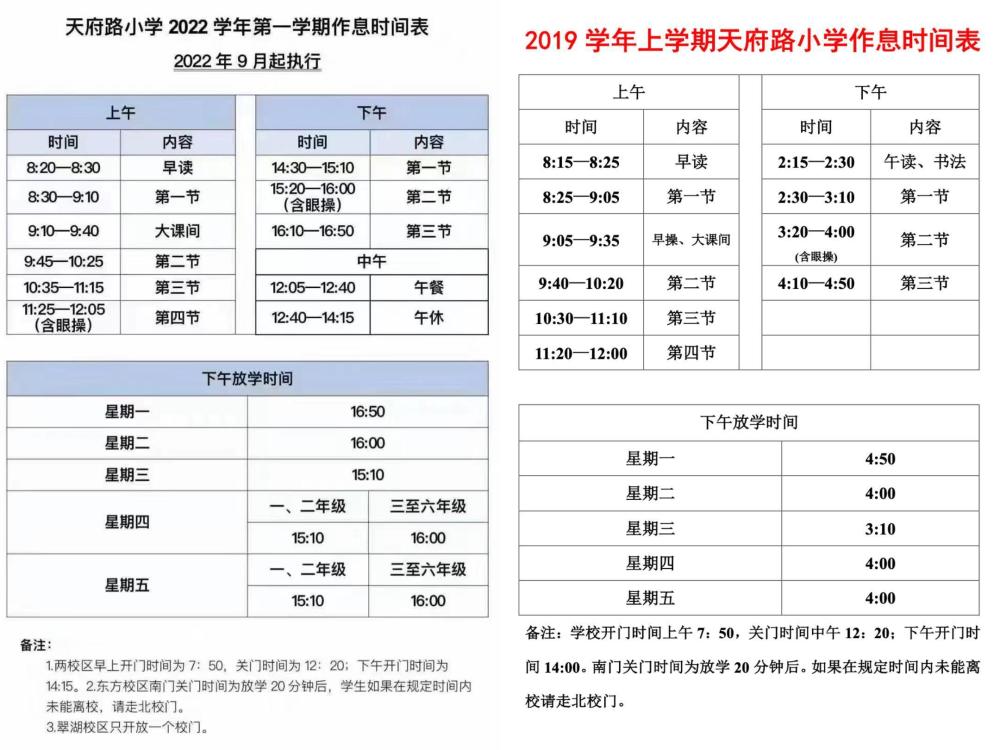 天府路小学 2022 学年第一学期作息时间表
2022 年 9 月起执行
上午 下午
时间 内容 时间 内容
8:20—8:30 早读 14:30—15:10 第一节
8:30—9:10 第一节 15:20—16:00 (含眼操) 第二节
9:10—9:40 大课间 16:10—16:50 第三节
9:45—10:25 第二节 中午
10:35—11:15 第三节 12:05—12:40 午餐
11:25—12:05 (含眼操) 第四节 12:40—14:15 午休
下午放学时间
星期一 16:50
星期二 16:00
星期三 15:10
星期四 一、二年级 三至六年级
15:10 16:00
星期五 一、二年级 三至六年级
15:10 16:00
备注：
1.两校区早上开门时间为 7：50，关门时间为 12：20；下午开门时间为
14:15。2.东方校区南门关门时间为放学 20 分钟后，学生如果在规定时间内
未能离校，请走北校门。
3.翠湖校区只开放一个校门。
2019 学年上学期天府路小学作息时间表
上午 下午
时间 内容 时间 内容
8:15—8:25 早读 2:15—2:30 午读、书法
8:25—9:05 第一节 2:30—3:10 第一节
9:05—9:35 早操、大课间 3:20—4:00 (含眼操) 第二节
9:40—10:20 第二节 4:10—4:50 第三节
10:30—11:10 第三节
11:20—12:00 第四节
下午放学时间
星期一 4:50
星期二 4:00
星期三 3:10
星期四 4:00
星期五 4:00
备注：学校开门时间上午 7：50，关门时间中午 12：20；下午开门时
间 14:00。南门关门时间为放学 20 分钟后。如果在规定时间内未能离
校请走北校门。